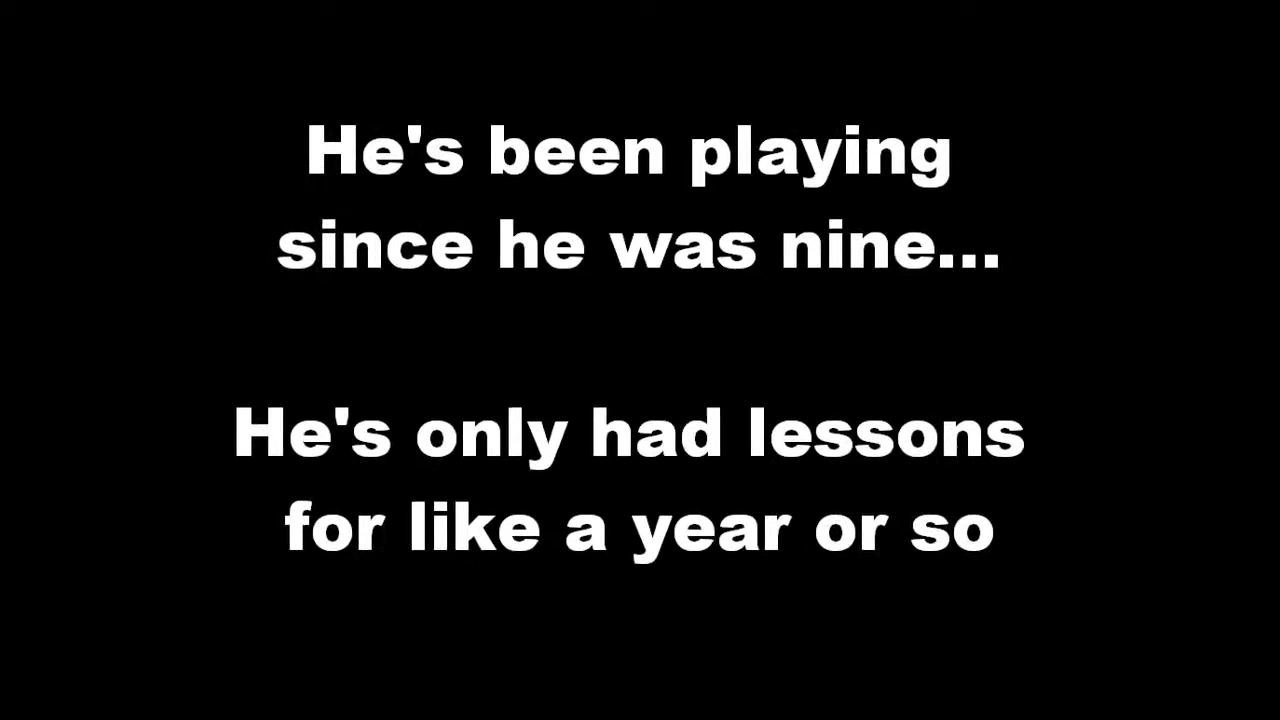 He's been playing
since he was nine...
He's only had lessons
for like a year or so